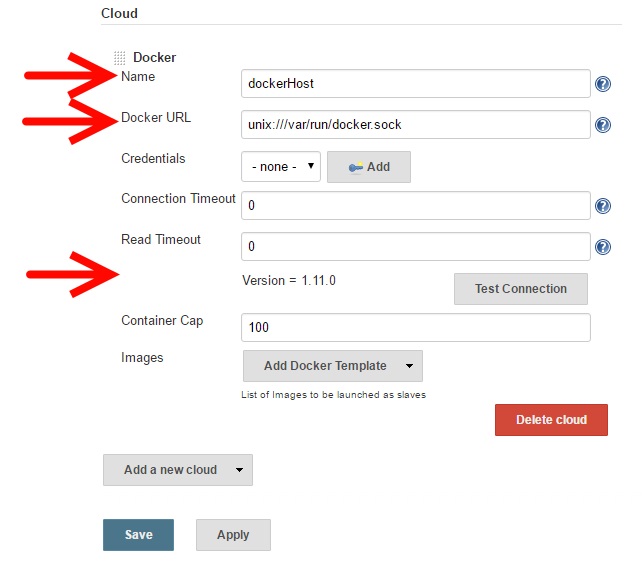 Cloud
Docker
Name
dockerHost
Docker URL
unix:///var/run/docker.sock
Credentials
- none -
Add
Connection Timeout
0
Read Timeout
0
Version = 1.11.0
Test Connection
Container Cap
100
Images
Add Docker Template
List of Images to be launched as slaves
Delete cloud
Add a new cloud
Save
Apply